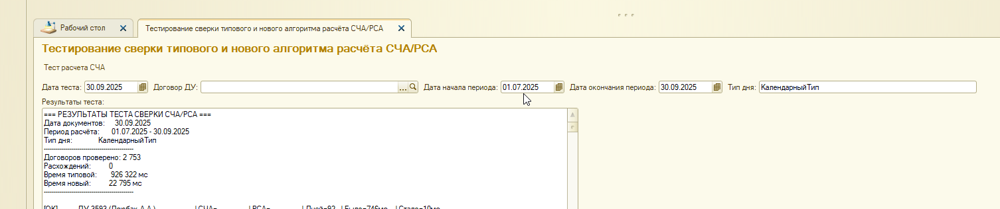 Рабочий стол
Тестирование сверки типового и нового алгоритма расчёта СЧА/РСА
Тестирование сверки типового и нового алгоритма расчёта СЧА/РСА
Тест расчета СЧА
Дата теста: 30.09.2025 Договор ДУ: ... Дата начала периода: 01.07.2025 Дата окончания периода: 30.09.2025 Тип дня: КалендарныйТип
Результаты теста:
=== РЕЗУЛЬТАТЫ ТЕСТА СВЕРКИ СЧА/РСА ===
Дата документов: 30.09.2025
Период расчёта: 01.07.2025 - 30.09.2025
Тип дня: КалендарныйТип
---------------------------------------------
Договоров проверено: 2 753
Расхождений: 0
Время типовой: 926 322 мс
Время новый: 22 795 мс
---------------------------------------------